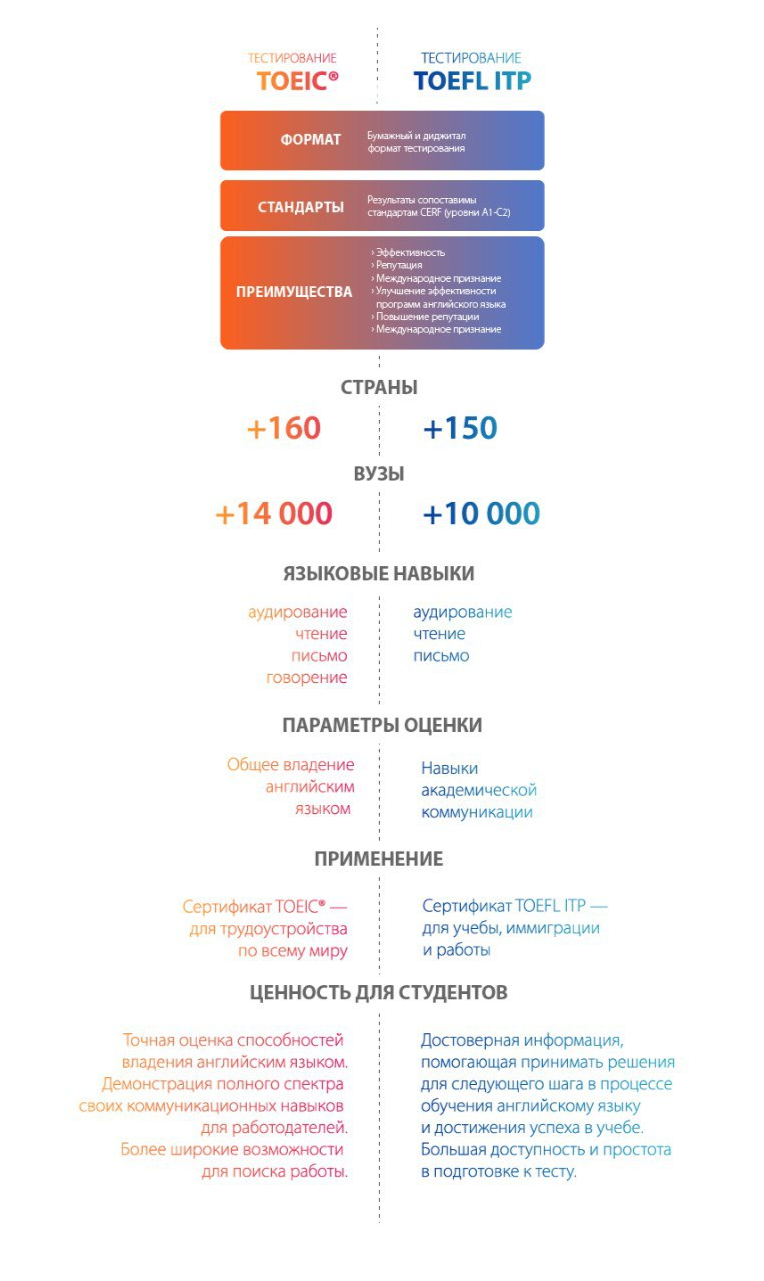 ТЕСТИРОВАНИЕ
TOEIC®
ТЕСТИРОВАНИЕ
TOEFL ITP
ФОРМАТ
Бумажный и диджитал
формат тестирования
СТАНДАРТЫ
Результаты сопоставимы
стандартам CERF (уровни A1-C2)
ПРЕИМУЩЕСТВА
› Эффективность
› Репутация
› Международное признание
› Улучшение эффективности
программ английского языка
› Повышение репутации
› Международное признание
СТРАНЫ
+160
+150
ВУЗЫ
+14 000
+10 000
ЯЗЫКОВЫЕ НАВЫКИ
аудирование
чтение
письмо
говорение
аудирование
чтение
письмо
ПАРАМЕТРЫ ОЦЕНКИ
Общее владение
английским
языком
Навыки
академической
коммуникации
ПРИМЕНЕНИЕ
Сертификат TOEIC® —
для трудоустройства
по всему миру
Сертификат TOEFL ITP —
для учебы, иммиграции
и работы
ЦЕННОСТЬ ДЛЯ СТУДЕНТОВ
Точная оценка способностей
владения английским языком.
Демонстрация полного спектра
своих коммуникационных навыков
для работодателей.
Более широкие возможности
для поиска работы.
Достоверная информация,
помогающая принимать решения
для следующего шага в процессе
обучения английскому языку
и достижения успеха в учебе.
Большая доступность и простота
в подготовке к тесту.